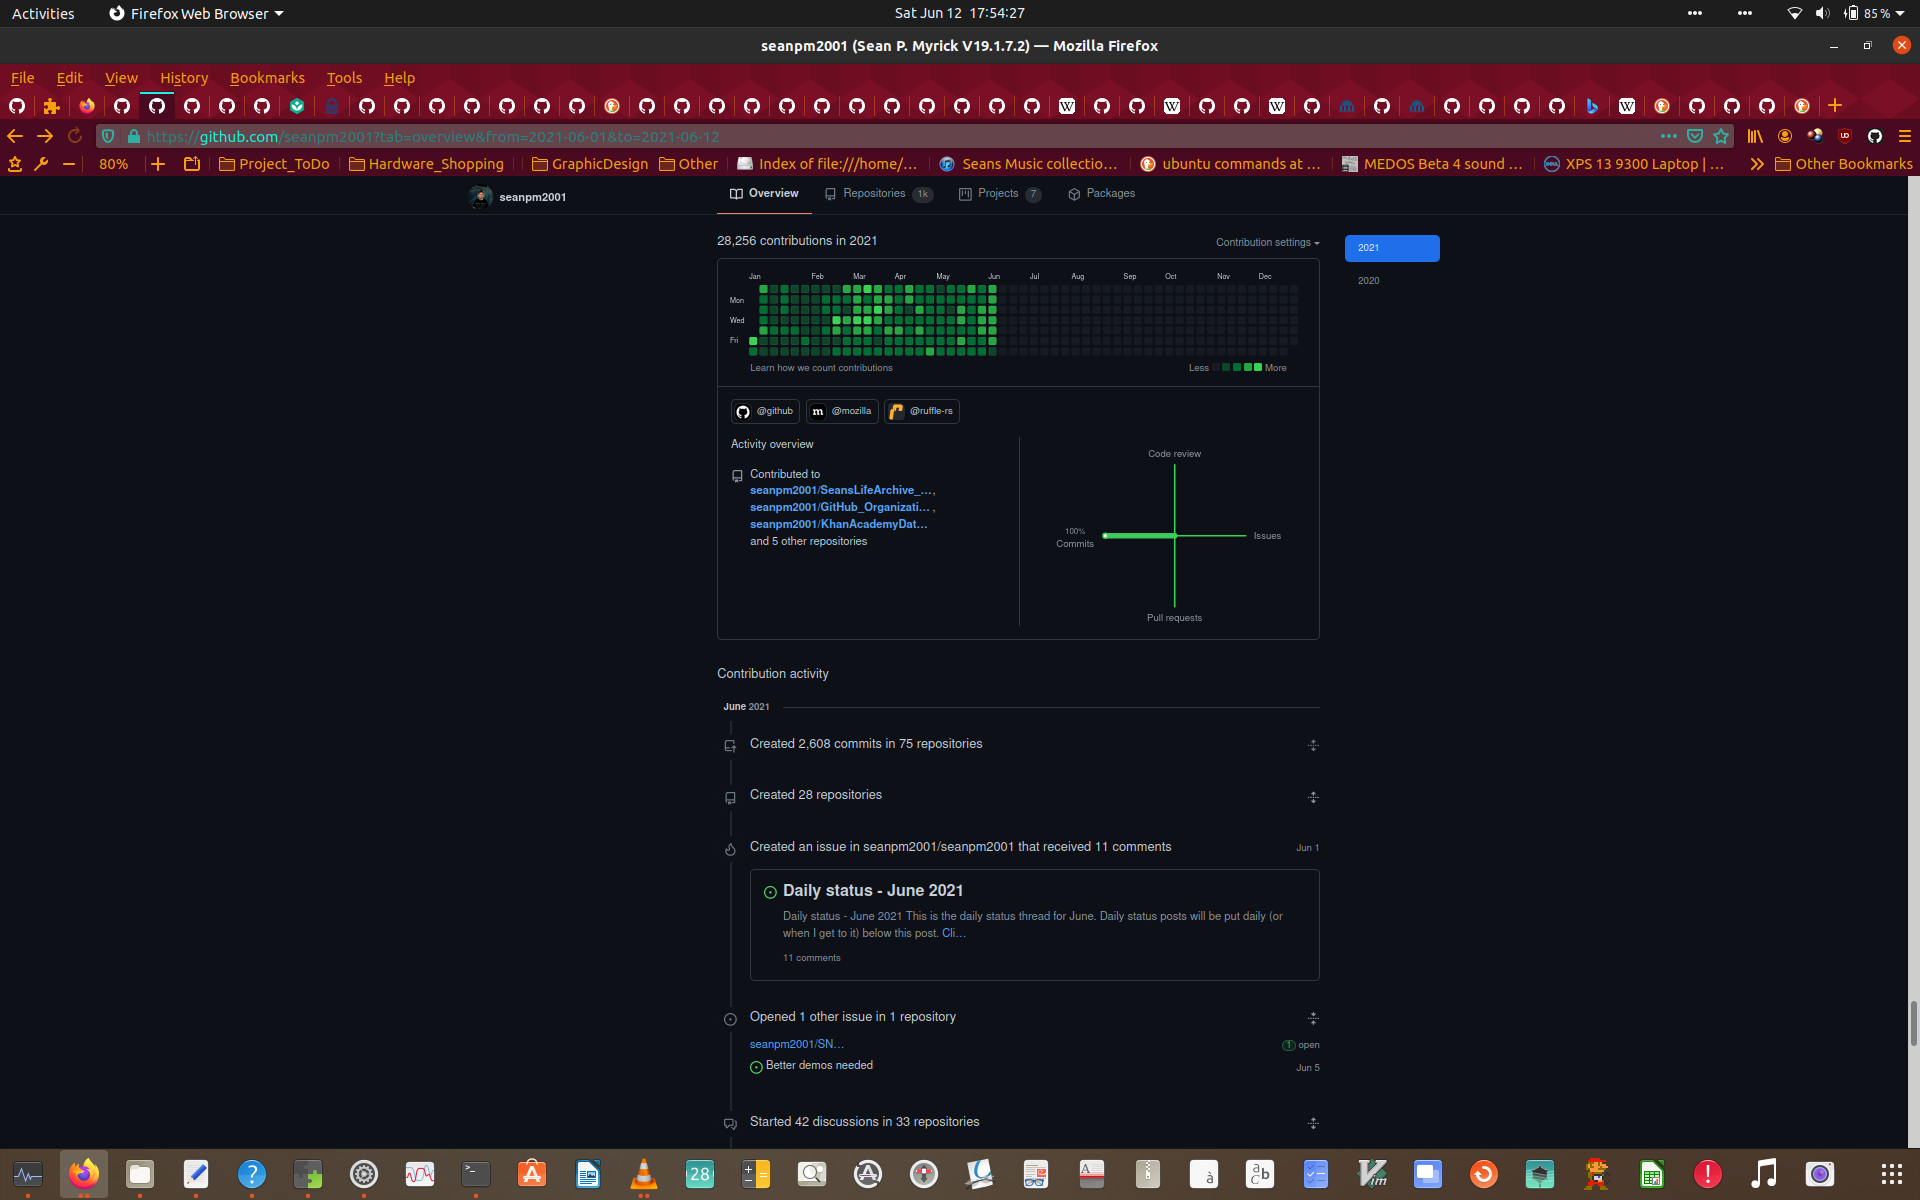 Activities
Firefox Web Browser
Sat Jun 12 17:54:27
85 %
seanpm2001 (Sean P. Myrick V19.1.7.2) — Mozilla Firefox
File Edit View History Bookmarks Tools Help
https://github.com/seanpm2001?tab=overview&from=2021-06-01&to=2021-06-12
80%
Project_ToDo
Hardware_Shopping
GraphicDesign
Other
Index of file:///home/…
Seans Music collectio…
ubuntu commands at …
MEDOS Beta 4 sound …
XPS 13 9300 Laptop | …
Other Bookmarks
seanpm2001
Overview
Repositories 1k
Projects 7
Packages
28,256 contributions in 2021
Contribution settings
2021
2020
Jan Feb Mar Apr May Jun Jul Aug Sep Oct Nov Dec
Mon
Wed
Fri
Learn how we count contributions
Less
More
@github
m @mozilla
@ruffle-rs
Activity overview
Contributed to
seanpm2001/SeansLifeArchive_…,
seanpm2001/GitHub_Organizati… ,
seanpm2001/KhanAcademyDat…
and 5 other repositories
Code review
100%
Commits
Issues
Pull requests
Contribution activity
June 2021
Created 2,608 commits in 75 repositories
Created 28 repositories
Created an issue in seanpm2001/seanpm2001 that received 11 comments
Jun 1
Daily status - June 2021
Daily status - June 2021 This is the daily status thread for June. Daily status posts will be put daily (or
when I get to it) below this post. Cli…
11 comments
Opened 1 other issue in 1 repository
seanpm2001/SN…
1 open
Better demos needed
Jun 5
Started 42 discussions in 33 repositories
28